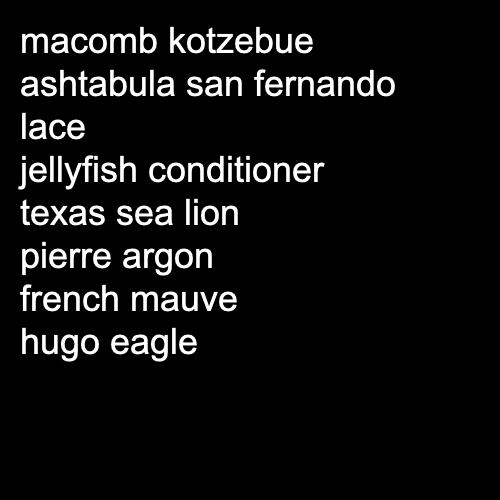 macomb kotzebue
ashtabula san fernando
lace
jellyfish conditioner
texas sea lion
pierre argon
french mauve
hugo eagle